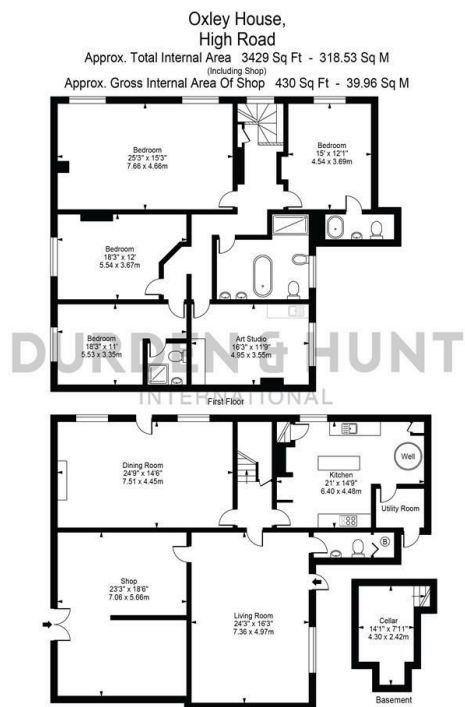 Oxley House,
High Road
Approx. Total Internal Area 3429 Sq Ft - 318.53 Sq M
(Including Shop)
Approx. Gross Internal Area Of Shop 430 Sq Ft - 39.96 Sq M
Bedroom
25'3" x 15'3"
7.66 x 4.66m
Bedroom
15' x 12'1"
4.54 x 3.69m
Bedroom
18'3" x 12'
5.54 x 3.67m
Bedroom
18'3" x 11'
5.53 x 3.35m
Art Studio
16'3" x 11'9"
4.95 x 3.55m
DURDEN & HUNT
INTERNATIONAL
First Floor
Dining Room
24'9" x 14'6"
7.51 x 4.45m
Kitchen
21' x 14'9"
6.40 x 4.48m
Well
Utility Room
B
Shop
23'3" x 18'6"
7.06 x 5.66m
Living Room
24'3" x 16'3"
7.36 x 4.97m
Cellar
14'1" x 7'11"
4.30 x 2.42m
Basement